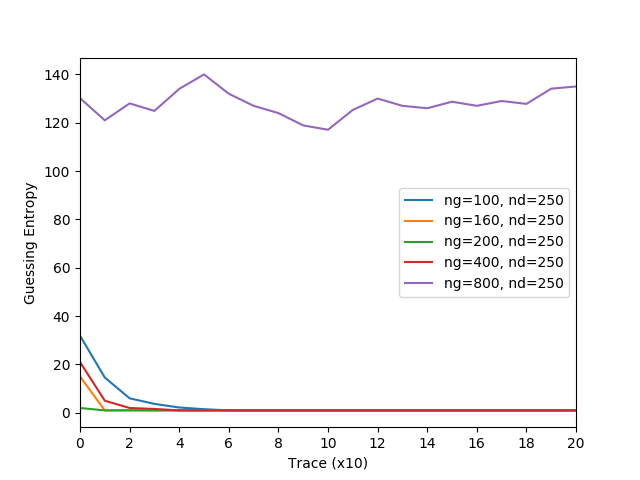 Guessing Entropy
140
120
100
80
60
40
20
0
ng=100, nd=250
ng=160, nd=250
ng=200, nd=250
ng=400, nd=250
ng=800, nd=250
0 2 4 6 8 10 12 14 16 18 20
Trace (x10)